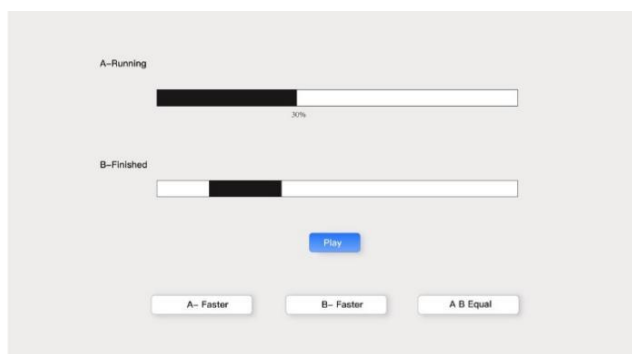 A-Running
30%
B-Finished
Play
A- Faster
B- Faster
A B Equal